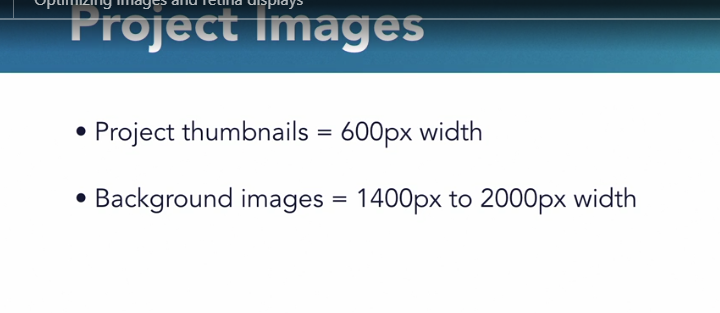 Optimizing images and retina displays
Project Images
• Project thumbnails = 600px width
• Background images = 1400px to 2000px width